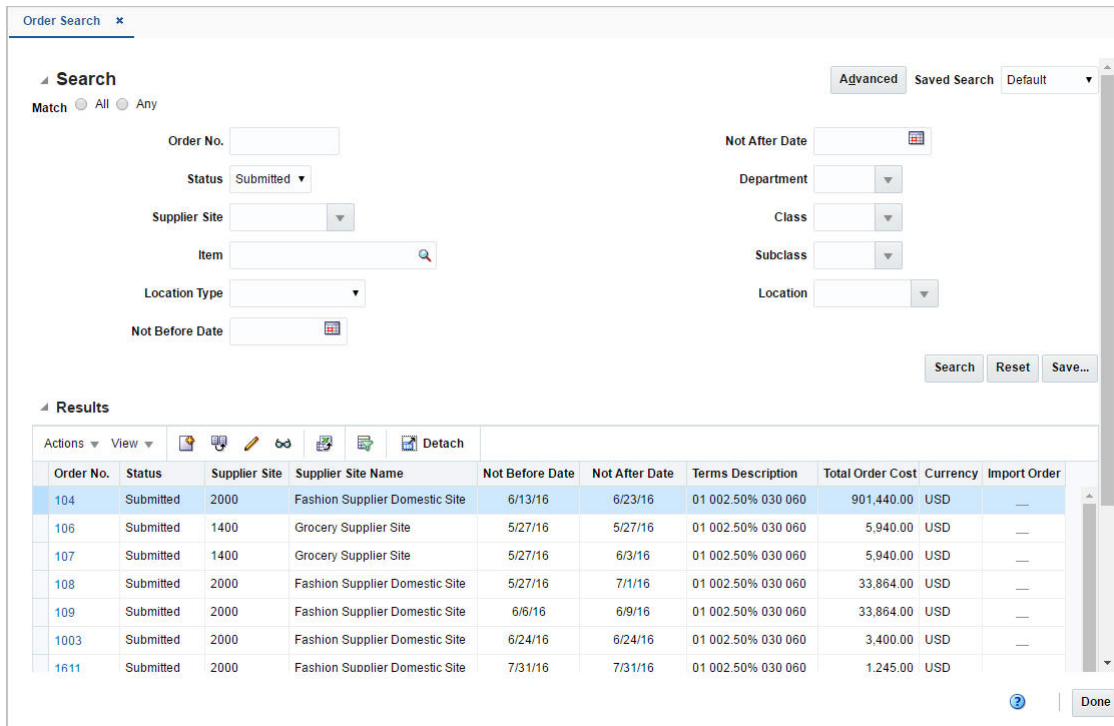 Order Search ×
Search
Advanced Saved Search Default
Match All Any
Order No.
Not After Date
Status Submitted
Department
Supplier Site
Class
Item
Subclass
Location Type
Location
Not Before Date
Search Reset Save...
Results
Actions View Detach
Order No. Status Supplier Site Supplier Site Name Not Before Date Not After Date Terms Description Total Order Cost Currency Import Order
104 Submitted 2000 Fashion Supplier Domestic Site 6/13/16 6/23/16 01 002.50% 030 060 901,440.00 USD __
106 Submitted 1400 Grocery Supplier Site 5/27/16 5/27/16 01 002.50% 030 060 5,940.00 USD __
107 Submitted 1400 Grocery Supplier Site 5/27/16 6/3/16 01 002.50% 030 060 5,940.00 USD __
108 Submitted 2000 Fashion Supplier Domestic Site 5/27/16 7/1/16 01 002.50% 030 060 33,864.00 USD __
109 Submitted 2000 Fashion Supplier Domestic Site 6/6/16 6/9/16 01 002.50% 030 060 33,864.00 USD __
1003 Submitted 2000 Fashion Supplier Domestic Site 6/24/16 6/24/16 01 002.50% 030 060 3,400.00 USD __
1611 Submitted 2000 Fashion Supplier Domestic Site 7/31/16 7/31/16 01 002.50% 030 060 1,245.00 USD
? Done